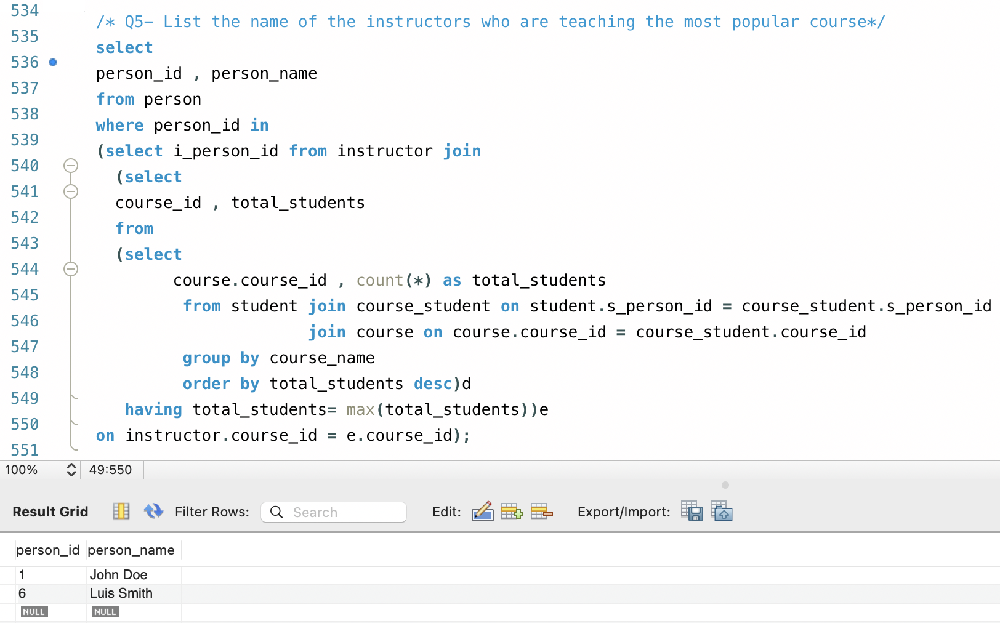 534
/* Q5– List the name of the instructors who are teaching the most popular course*/
535
select
536
person_id , person_name
537
from person
538
where person_id in
539
(select i_person_id from instructor join
540
(select
541
course_id , total_students
542
from
543
(select
544
course.course_id , count(*) as total_students
545
from student join course_student on student.s_person_id = course_student.s_person_id
546
join course on course.course_id = course_student.course_id
547
group by course_name
548
order by total_students desc)d
549
having total_students= max(total_students))e
550
on instructor.course_id = e.course_id);
551
100% 49:550
Result Grid Filter Rows: Search Edit: Export/Import:
person_id person_name
1 John Doe
6 Luis Smith
NULL NULL